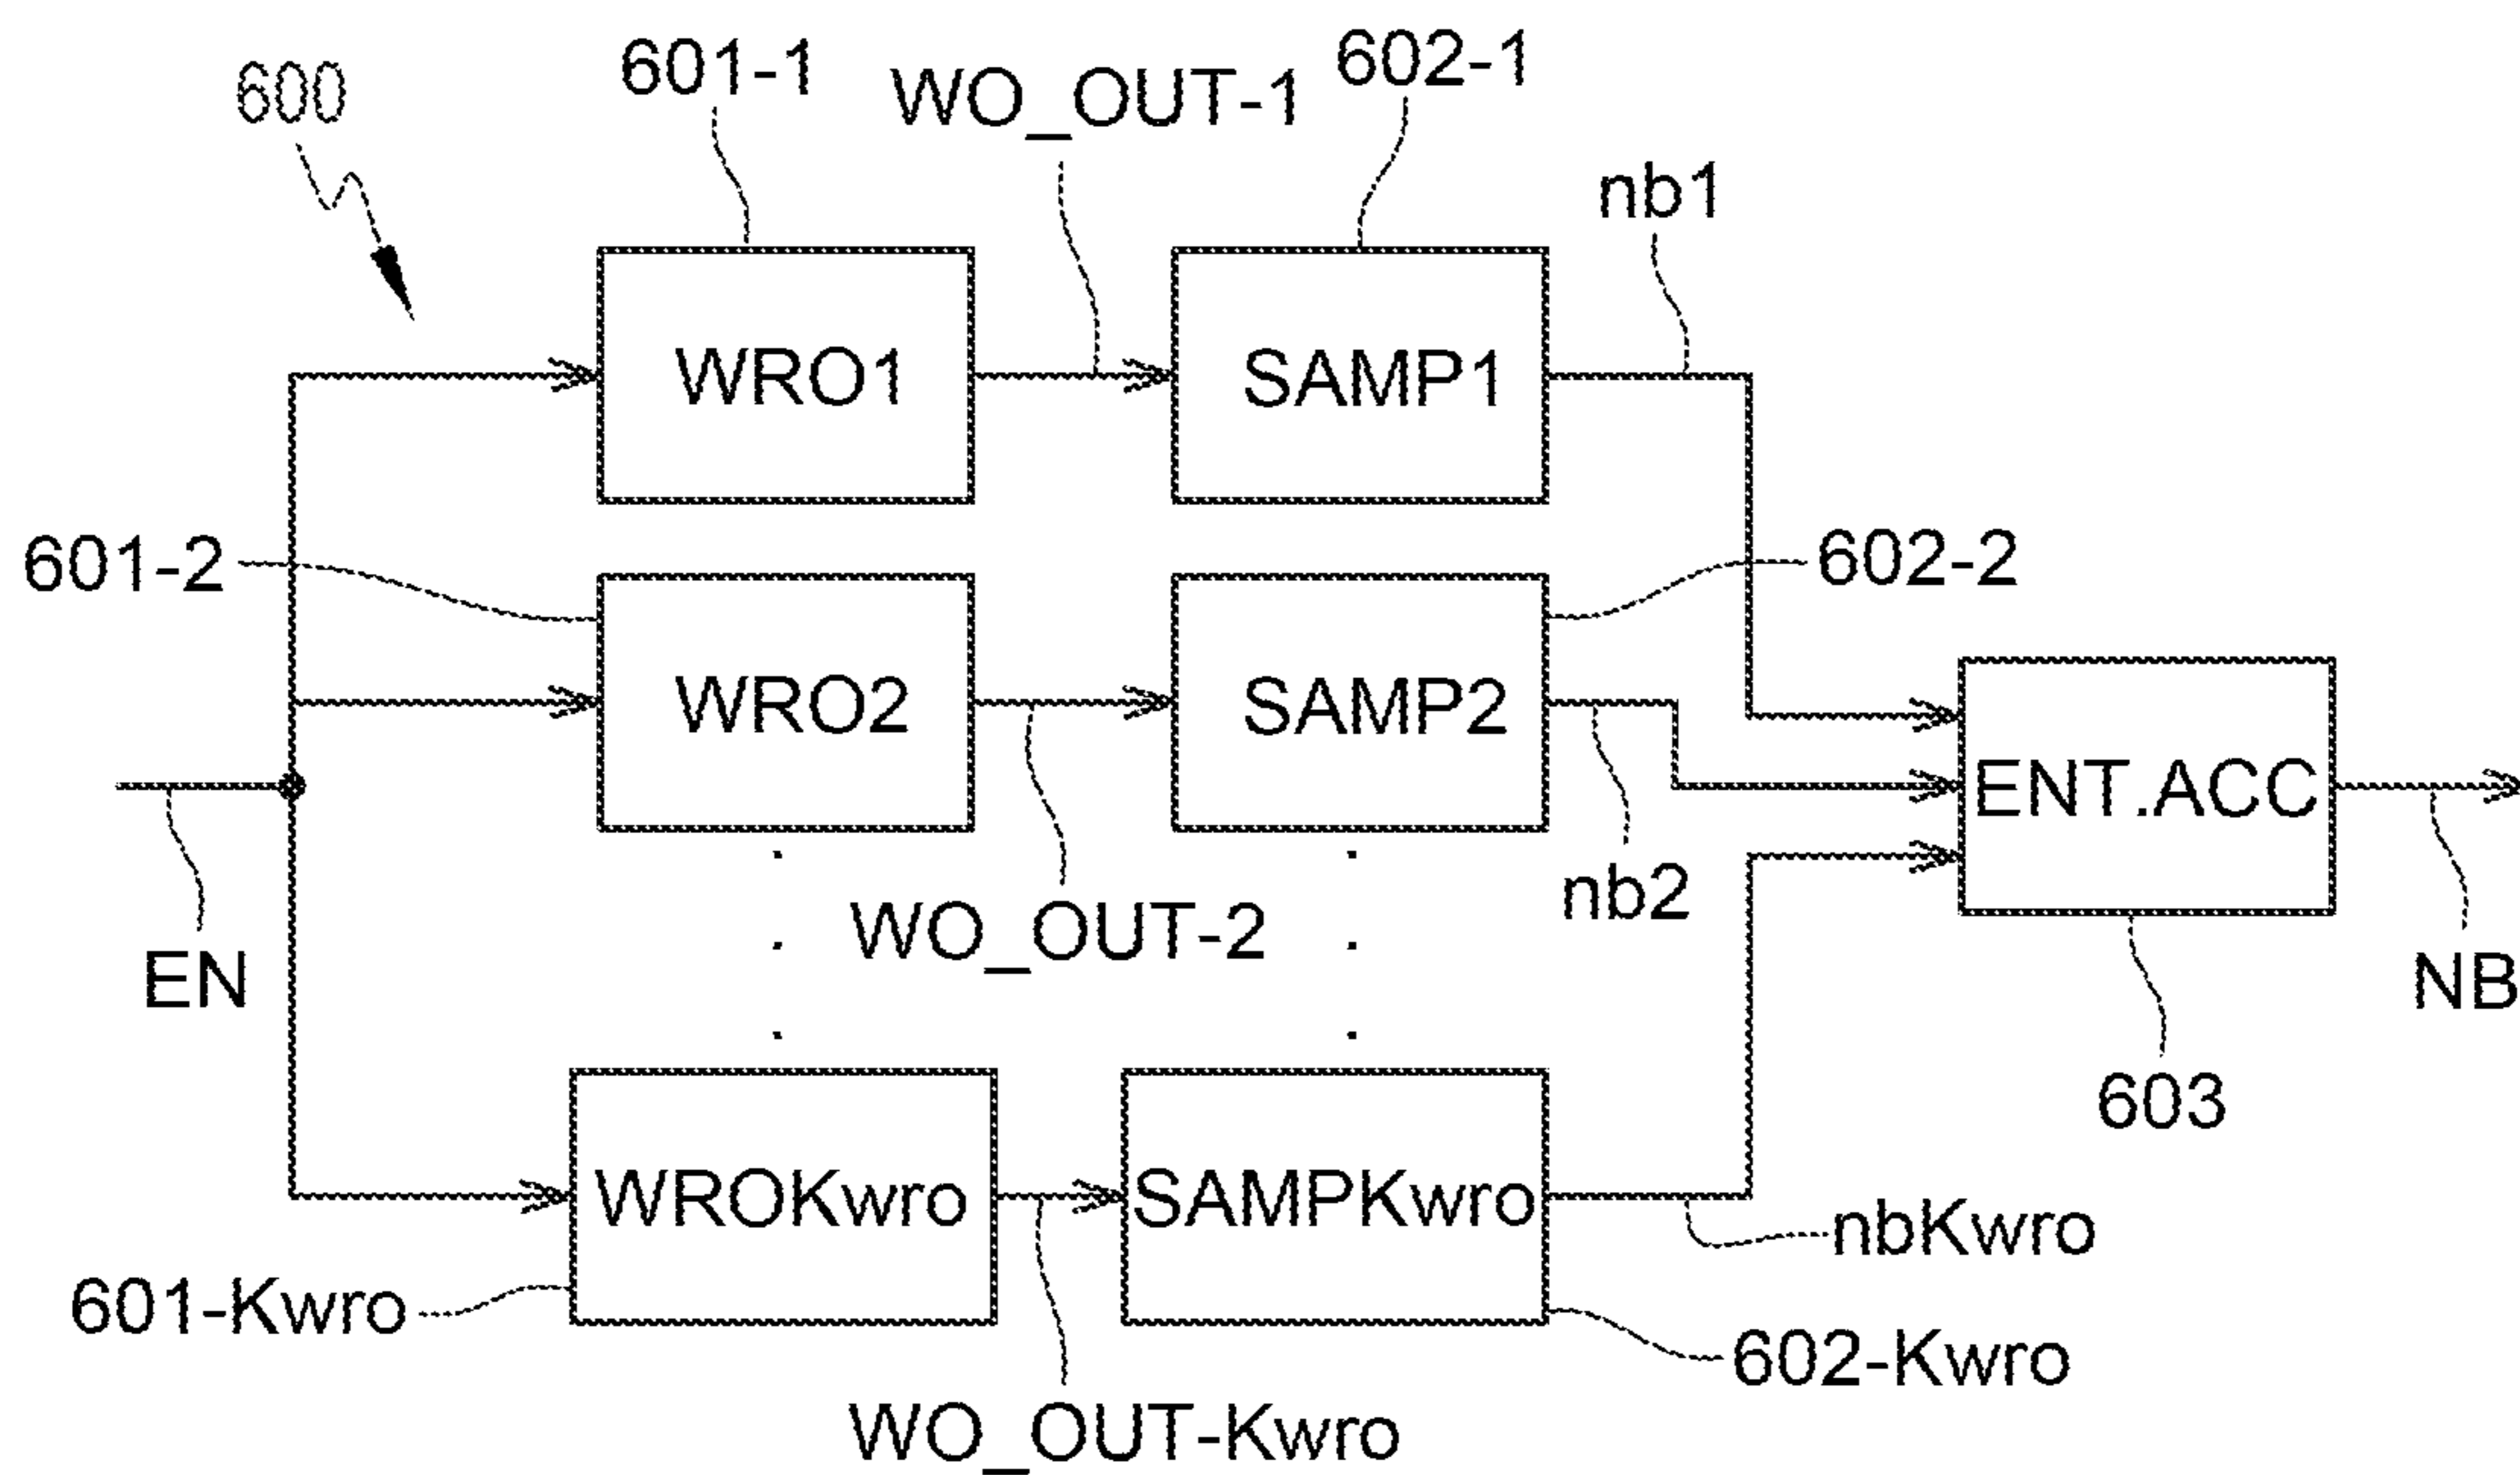 600
601-1
WO_OUT-1
602-1
nb1
WRO1
SAMP1
601-2
602-2
WRO2
SAMP2
ENT.ACC
EN
WO_OUT-2
nb2
NB
603
WROKwro
SAMPKwro
nbKwro
601-Kwro
602-Kwro
WO_OUT-Kwro